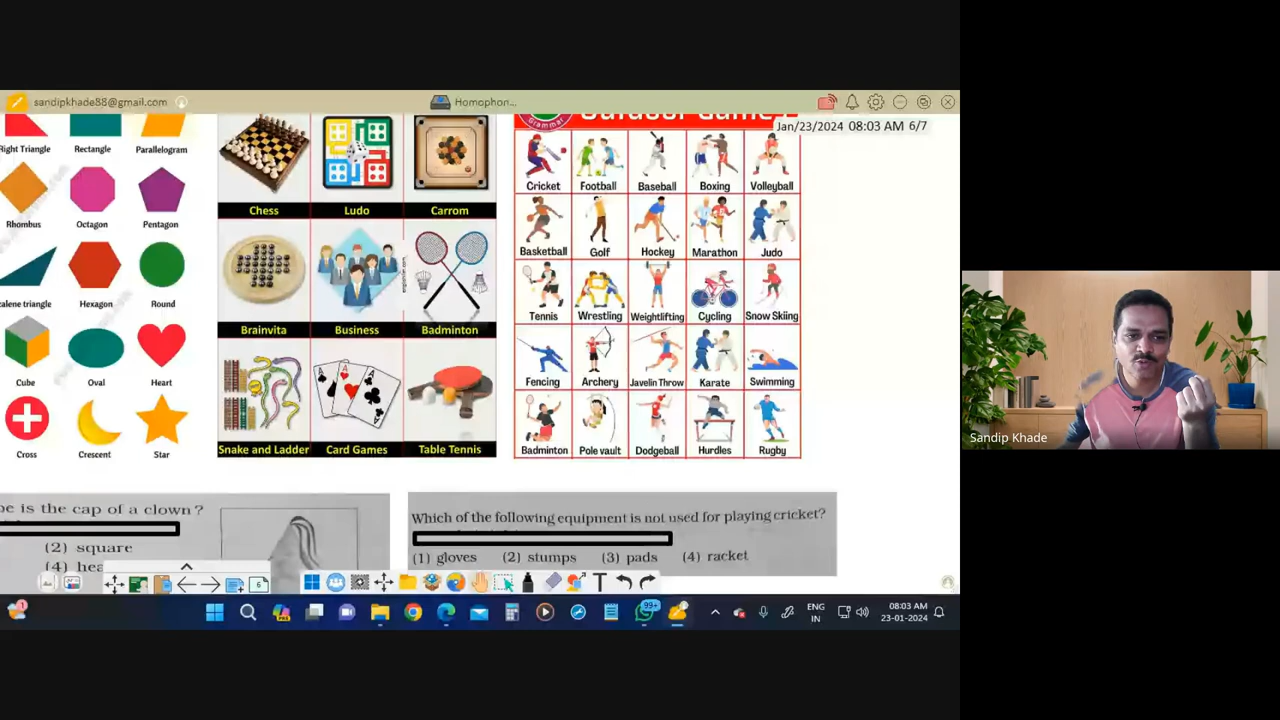 sandipkhade88@gmail.com
Homophon...
Jan/23/2024 08:03 AM 6/7
Right Triangle Rectangle Parallelogram
Rhombus Octagon Pentagon
Hexagon Round
Cube Oval Heart
Cross Crescent Star
Chess Ludo Carrom
Brainvita Business Badminton
Snake and Ladder Card Games Table Tennis
Grammar
Cricket Football Baseball Boxing Volleyball
Basketball Golf Hockey Marathon Judo
Tennis Wrestling Weightlifting Cycling Snow Skiing
Fencing Archery Javelin Throw Karate Swimming
Badminton Pole vault Dodgeball Hurdles Rugby
is the cap of a clown?
(2) square
(4)
Which of the following equipment is not used for playing cricket?
(1) gloves (2) stumps (3) pads (4) racket
6
99+
ENG
IN
08:03 AM
23-01-2024
Sandip Khade